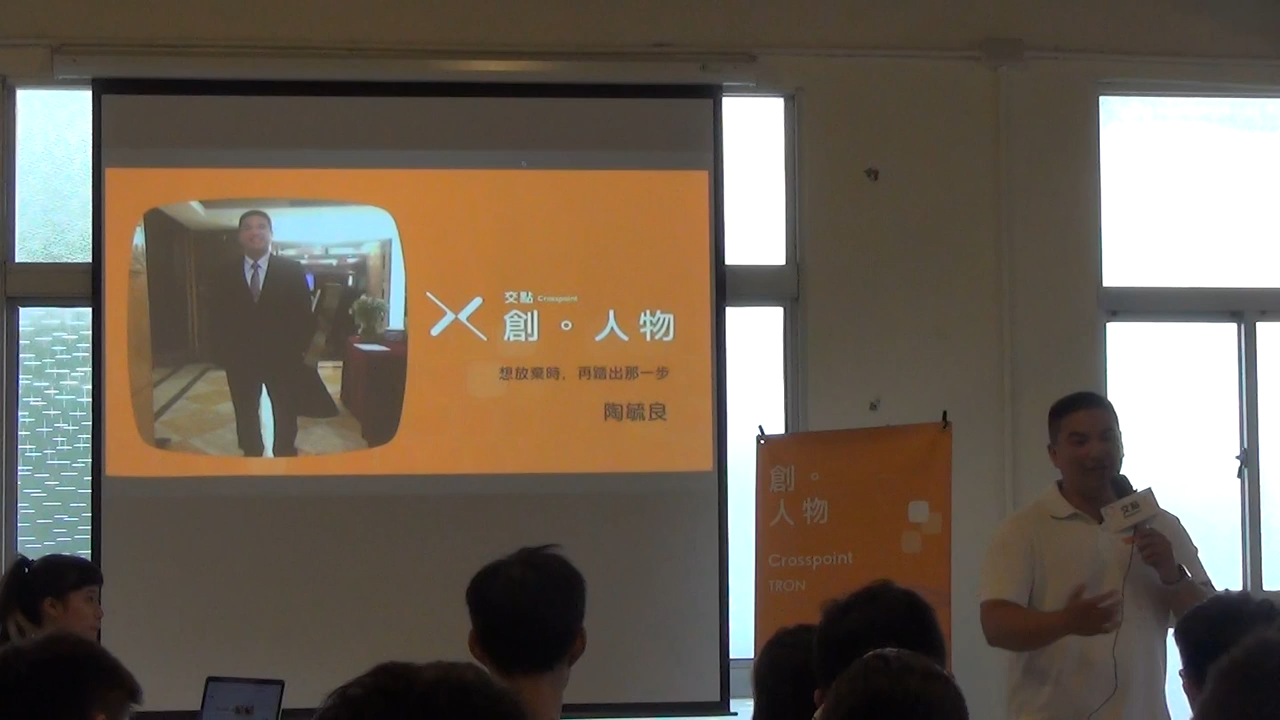 交點 Crosspoint
創。人物
想放棄時，再踏出那一步
陶毓良
創。
人物
Crosspoint
TRON
交點